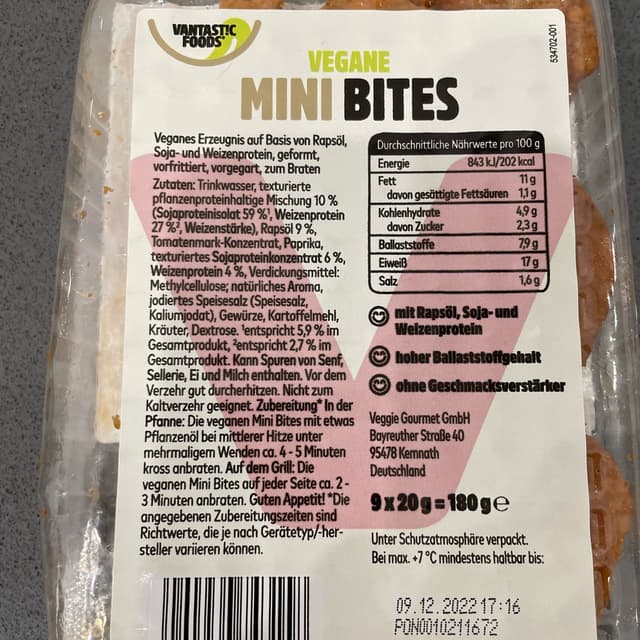 VANTASTIC
FOODS
534702-001
VEGANE
MINI BITES
Veganes Erzeugnis auf Basis von Rapsöl,
Soja- und Weizenprotein, geformt,
vorfrittiert, vorgegart, zum Braten
Zutaten: Trinkwasser, texturierte
pflanzenproteinhaltige Mischung 10 %
(Sojaproteinisolat 59 %¹, Weizenprotein
27 %², Weizenstärke), Rapsöl 9 %,
Tomatenmark-Konzentrat, Paprika,
texturiertes Sojaproteinkonzentrat 6 %,
Weizenprotein 4 %, Verdickungsmittel:
Methylcellulose; natürliches Aroma,
jodiertes Speisesalz (Speisesalz,
Kaliumjodat), Gewürze, Kartoffelmehl,
Kräuter, Dextrose. ¹entspricht 5,9 % im
Gesamtprodukt, ²entspricht 2,7 % im
Gesamtprodukt. Kann Spuren von Senf,
Sellerie, Ei und Milch enthalten. Vor dem
Verzehr gut durcherhitzen. Nicht zum
Kaltverzehr geeignet. Zubereitung* In der
Pfanne: Die veganen Mini Bites mit etwas
Pflanzenöl bei mittlerer Hitze unter
mehrmaligem Wenden ca. 4 - 5 Minuten
kross anbraten. Auf dem Grill: Die
veganen Mini Bites auf jeder Seite ca. 2 -
3 Minuten anbraten. Guten Appetit! *Die
angegebenen Zubereitungszeiten sind
Richtwerte, die je nach Gerätetyp/-her-
steller variieren können.
Durchschnittliche Nährwerte pro 100 g
Energie 843 kJ/202 kcal
Fett 11 g
davon gesättigte Fettsäuren 1,1 g
Kohlenhydrate 4,9 g
davon Zucker 2,3 g
Ballaststoffe 7,9 g
Eiweiß 17 g
Salz 1,6 g
mit Rapsöl, Soja- und
Weizenprotein
hoher Ballaststoffgehalt
ohne Geschmacksverstärker
Veggie Gourmet GmbH
Bayreuther Straße 40
95478 Kemnath
Deutschland
9 x 20 g = 180 g e
Unter Schutzatmosphäre verpackt.
Bei max. +7 °C mindestens haltbar bis:
09.12.2022 17:16
PON0010211672